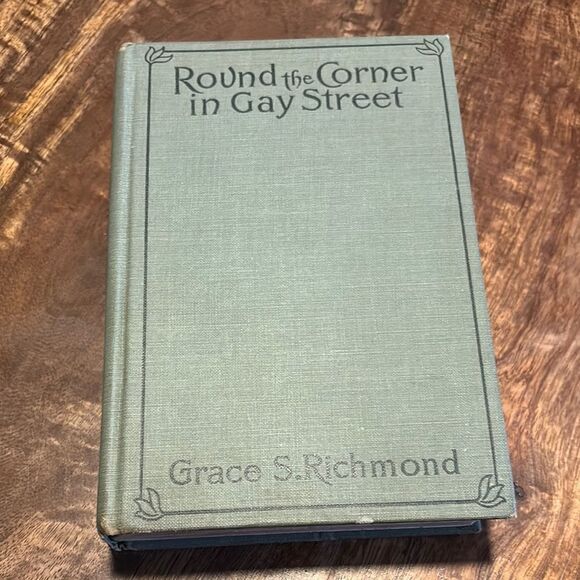 Round the Corner
in Gay Street
Grace S. Richmond